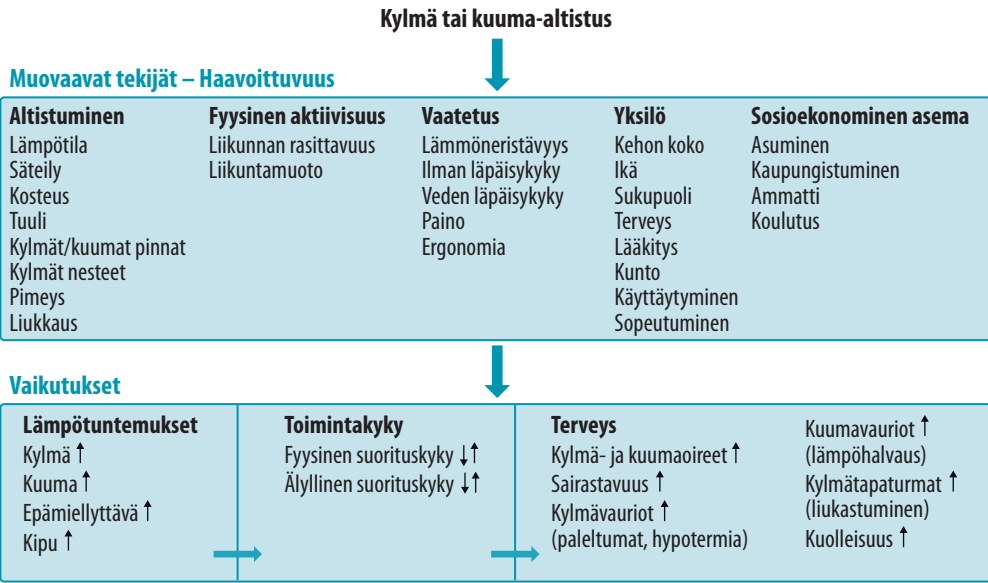 Kylmä tai kuuma-altistus
Muovaavat tekijät – Haavoittuvuus
Altistuminen
Lämpötila
Säteily
Kosteus
Tuuli
Kylmät/kuumat pinnat
Kylmät nesteet
Pimeys
Liukkaus
Fyysinen aktiivisuus
Liikunnan rasittavuus
Liikuntamuoto
Vaatetus
Lämmöneristävyys
Ilman läpäisykyky
Veden läpäisykyky
Paino
Ergonomia
Yksilö
Kehon koko
Ikä
Sukupuoli
Terveys
Lääkitys
Kunto
Käyttäytyminen
Sopeutuminen
Sosioekonominen asema
Asuminen
Kaupungistuminen
Ammatti
Koulutus
Vaikutukset
Lämpötuntemukset
Kylmä ↑
Kuuma ↑
Epämiellyttävä ↑
Kipu ↑
Toimintakyky
Fyysinen suorituskyky ↓↑
Älyllinen suorituskyky ↓↑
Terveys
Kylmä- ja kuumaoireet ↑
Sairastavuus ↑
Kylmävauriot ↑
(paleltumat, hypotermia)
Kuumavauriot ↑
(lämpöhalvaus)
Kylmätapaturmat ↑
(liukastuminen)
Kuolleisuus ↑